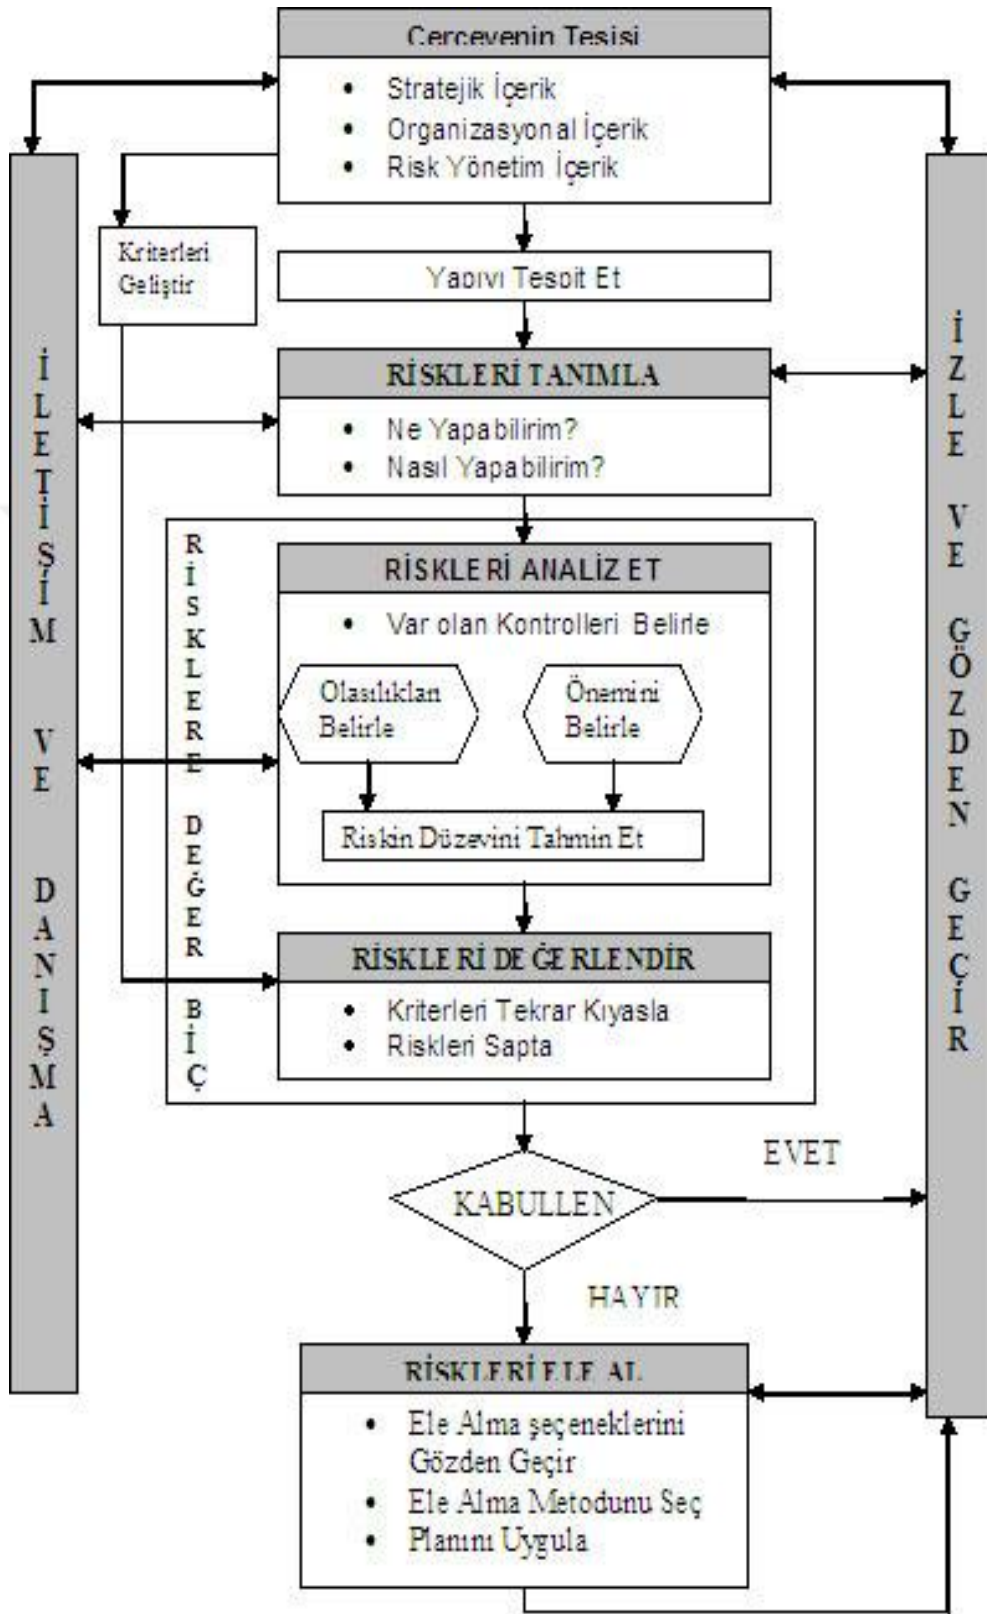 Cercevenin Tesisi
• Stratejik İçerik
• Organizasyonal İçerik
• Risk Yönetim İçerik
Kriterleri
Geliştir
Yapıyı Tespit Et
RİSKLERİ TANIMLA
• Ne Yapabilirim?
• Nasıl Yapabilirim?
İLETİŞİM VE DANIŞMA
İZLE VE GÖZDEN GEÇİR
RİSKLERE DEĞER BİÇ
RİSKLERİ ANALİZ ET
• Var olan Kontrolleri Belirle
Olasılıkları
Belirle
Önemini
Belirle
Riskin Düzeyini Tahmin Et
RİSKLERİ DEĞERLENDİR
• Kriterleri Tekrar Kıyasla
• Riskleri Sapta
EVET
KABULLEN
HAYIR
RİSKLERİ ELE AL
• Ele Alma seçeneklerini
Gözden Geçir
• Ele Alma Metodunu Seç
• Planını Uygula